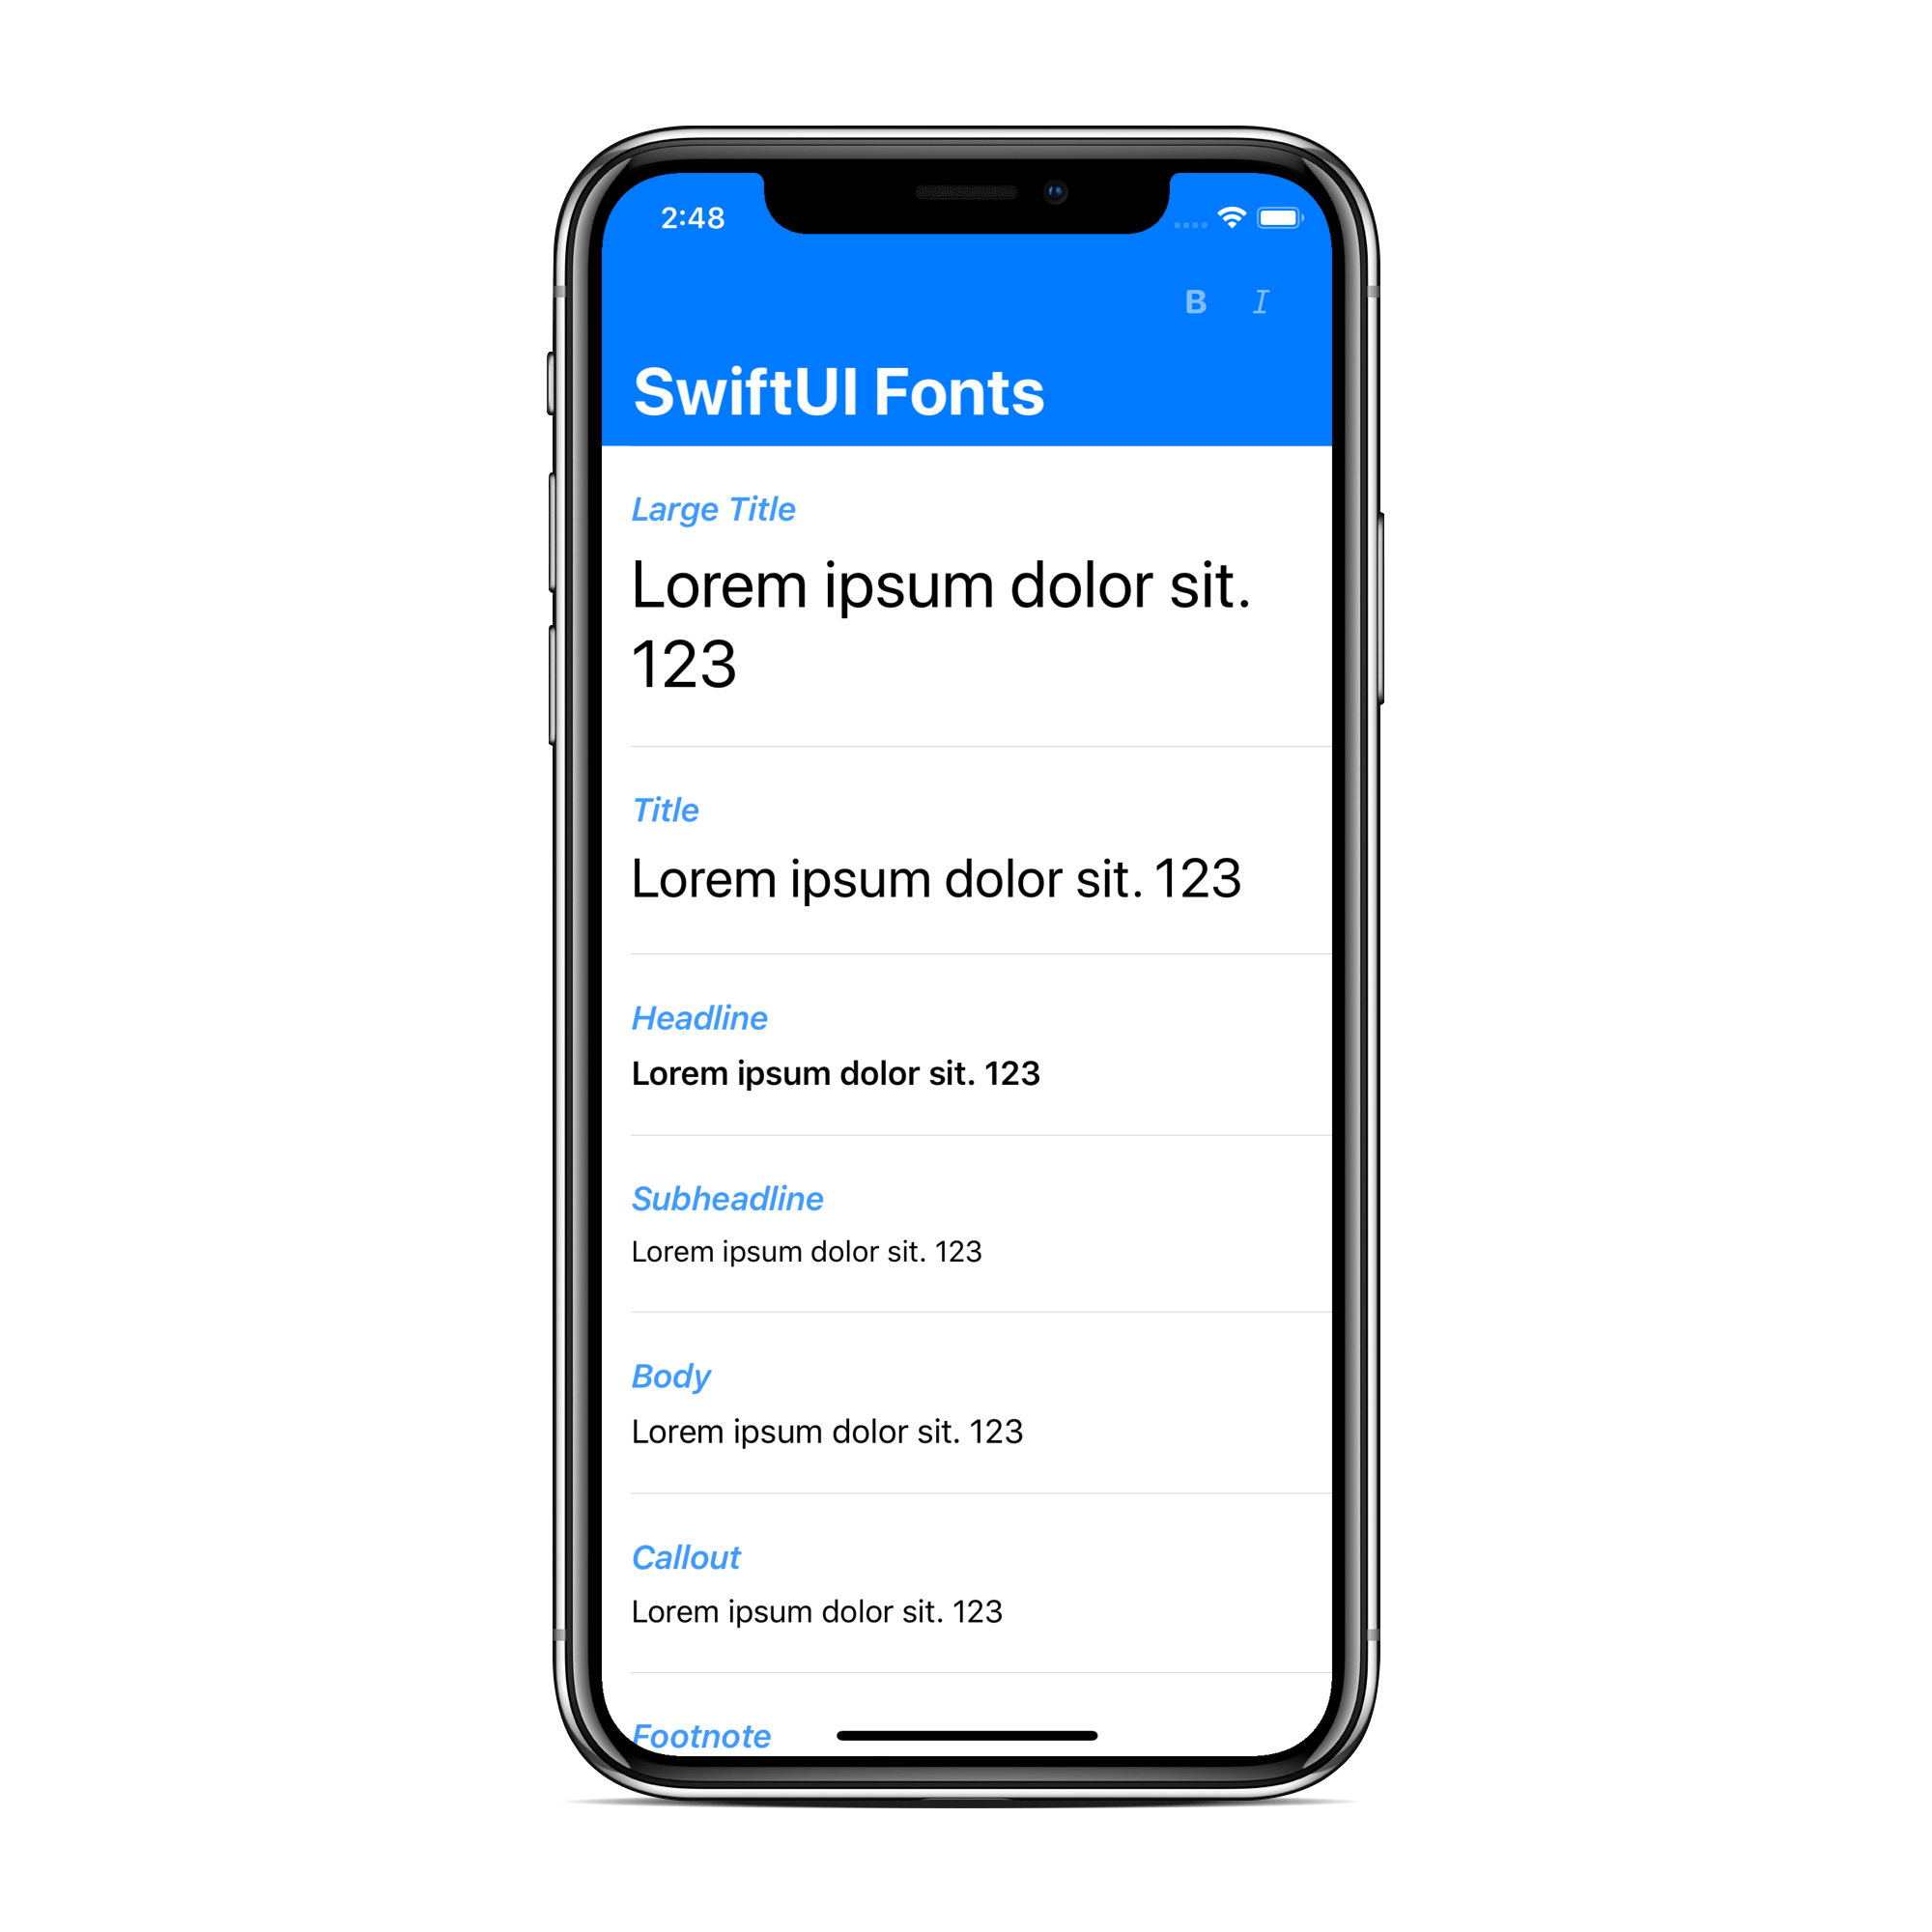 2:48
B I
SwiftUI Fonts
Large Title
Lorem ipsum dolor sit.
123
Title
Lorem ipsum dolor sit. 123
Headline
Lorem ipsum dolor sit. 123
Subheadline
Lorem ipsum dolor sit. 123
Body
Lorem ipsum dolor sit. 123
Callout
Lorem ipsum dolor sit. 123
Footnote